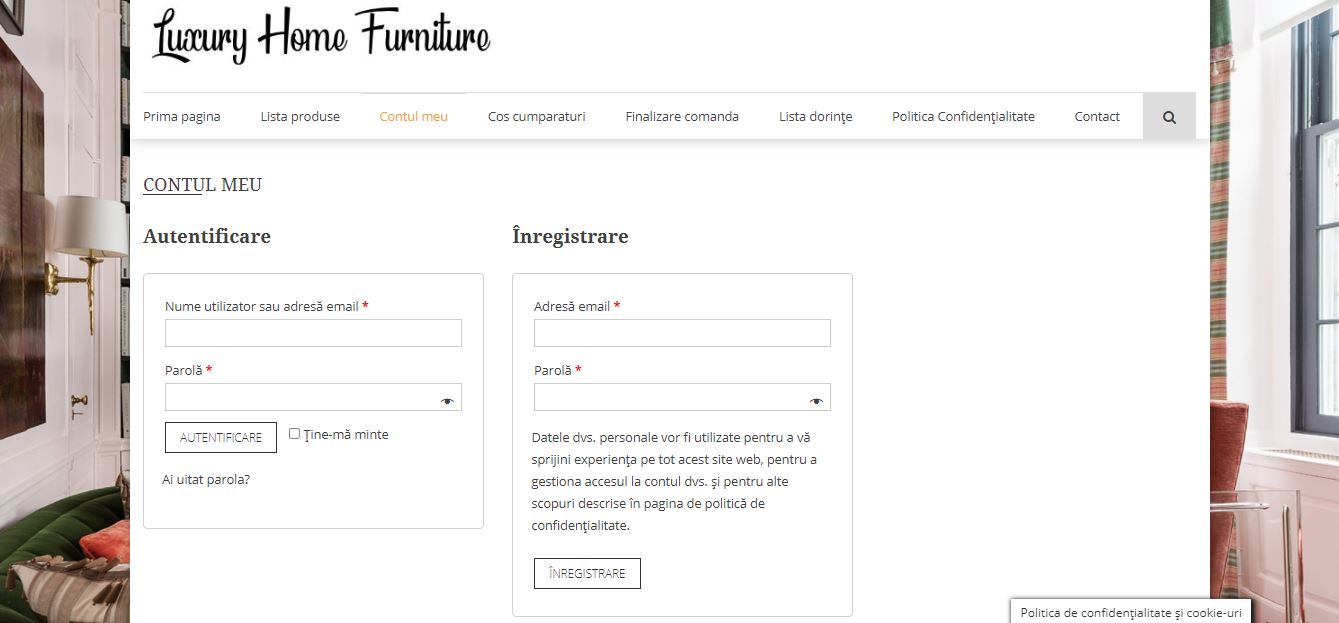 Luxury Home Furniture
Prima pagina Lista produse Contul meu Cos cumparaturi Finalizare comanda Lista dorințe Politica Confidențialitate Contact
CONTUL MEU
Autentificare
Nume utilizator sau adresă email *
Parolă *
AUTENTIFICARE Ține-mă minte
Ai uitat parola?
Înregistrare
Adresă email *
Parolă *
Datele dvs. personale vor fi utilizate pentru a vă
sprijini experiența pe tot acest site web, pentru a
gestiona accesul la contul dvs. și pentru alte
scopuri descrise în pagina de politică de
confidențialitate.
ÎNREGISTRARE
Politica de confidențialitate și cookie-uri